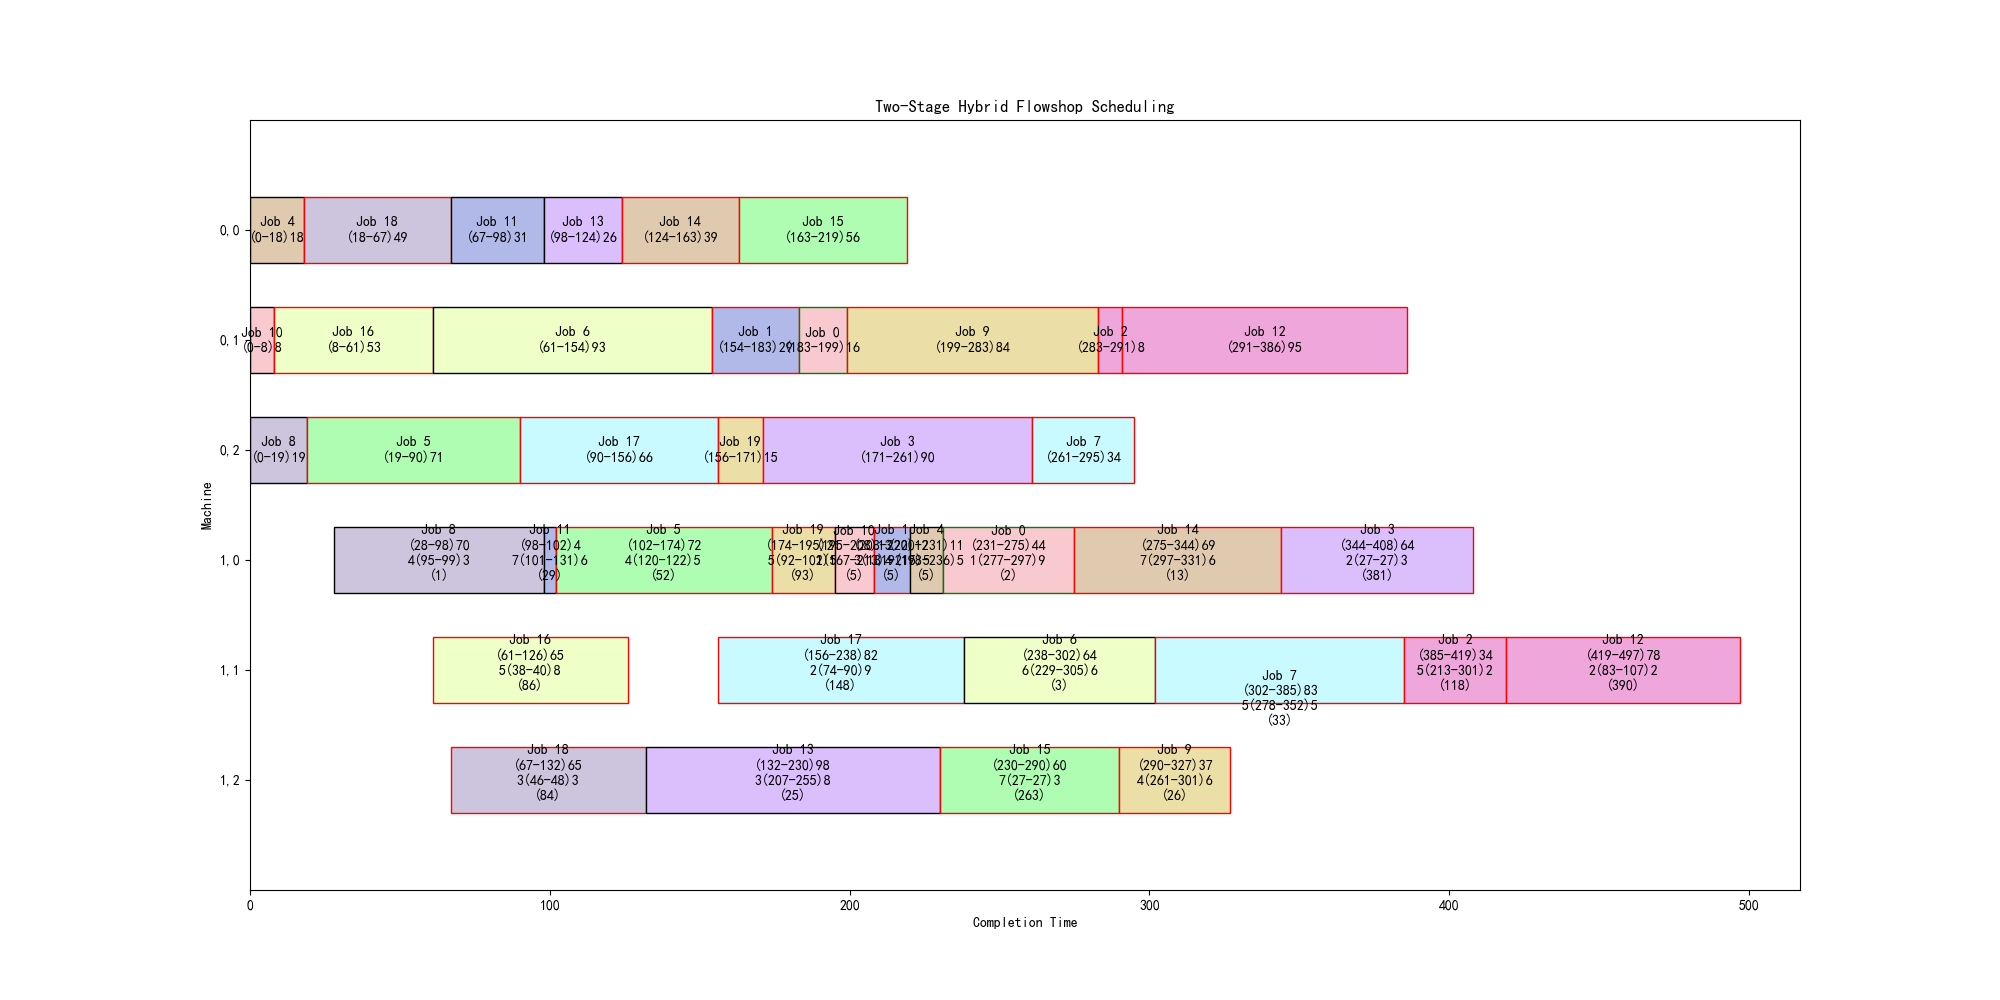 Two-Stage Hybrid Flowshop Scheduling
0,0
Job 4
(0-18)18
Job 18
(18-67)49
Job 11
(67-98)31
Job 13
(98-124)26
Job 14
(124-163)39
Job 15
(163-219)56
0,1
Job 10
(0-8)8
Job 16
(8-61)53
Job 6
(61-154)93
Job 1
(154-183)29
Job 0
(183-199)16
Job 9
(199-283)84
Job 2
(283-291)8
Job 12
(291-386)95
0,2
Job 8
(0-19)19
Job 5
(19-90)71
Job 17
(90-156)66
Job 19
(156-171)15
Job 3
(171-261)90
Job 7
(261-295)34
Machine
1,0
Job 8
(28-98)70
4(95-99)3
(1)
Job 11
(98-102)4
7(101-131)6
(29)
Job 5
(102-174)72
4(120-122)5
(52)
Job 19
(174-195)21
(93)
Job 10
(5)
Job 1
(5)
Job 4
(5)
Job 0
(231-275)44
1(277-297)9
(2)
Job 14
(275-344)69
7(297-331)6
(13)
Job 3
(344-408)64
2(27-27)3
(381)
1,1
Job 16
(61-126)65
5(38-40)8
(86)
Job 17
(156-238)82
2(74-90)9
(148)
Job 6
(238-302)64
6(229-305)6
(3)
Job 7
(302-385)83
5(278-352)5
(33)
Job 2
(385-419)34
5(213-301)2
(118)
Job 12
(419-497)78
2(83-107)2
(390)
1,2
Job 18
(67-132)65
3(46-48)3
(84)
Job 13
(132-230)98
3(207-255)8
(25)
Job 15
(230-290)60
7(27-27)3
(263)
Job 9
(290-327)37
4(261-301)6
(26)
0
100
200
300
400
500
Completion Time